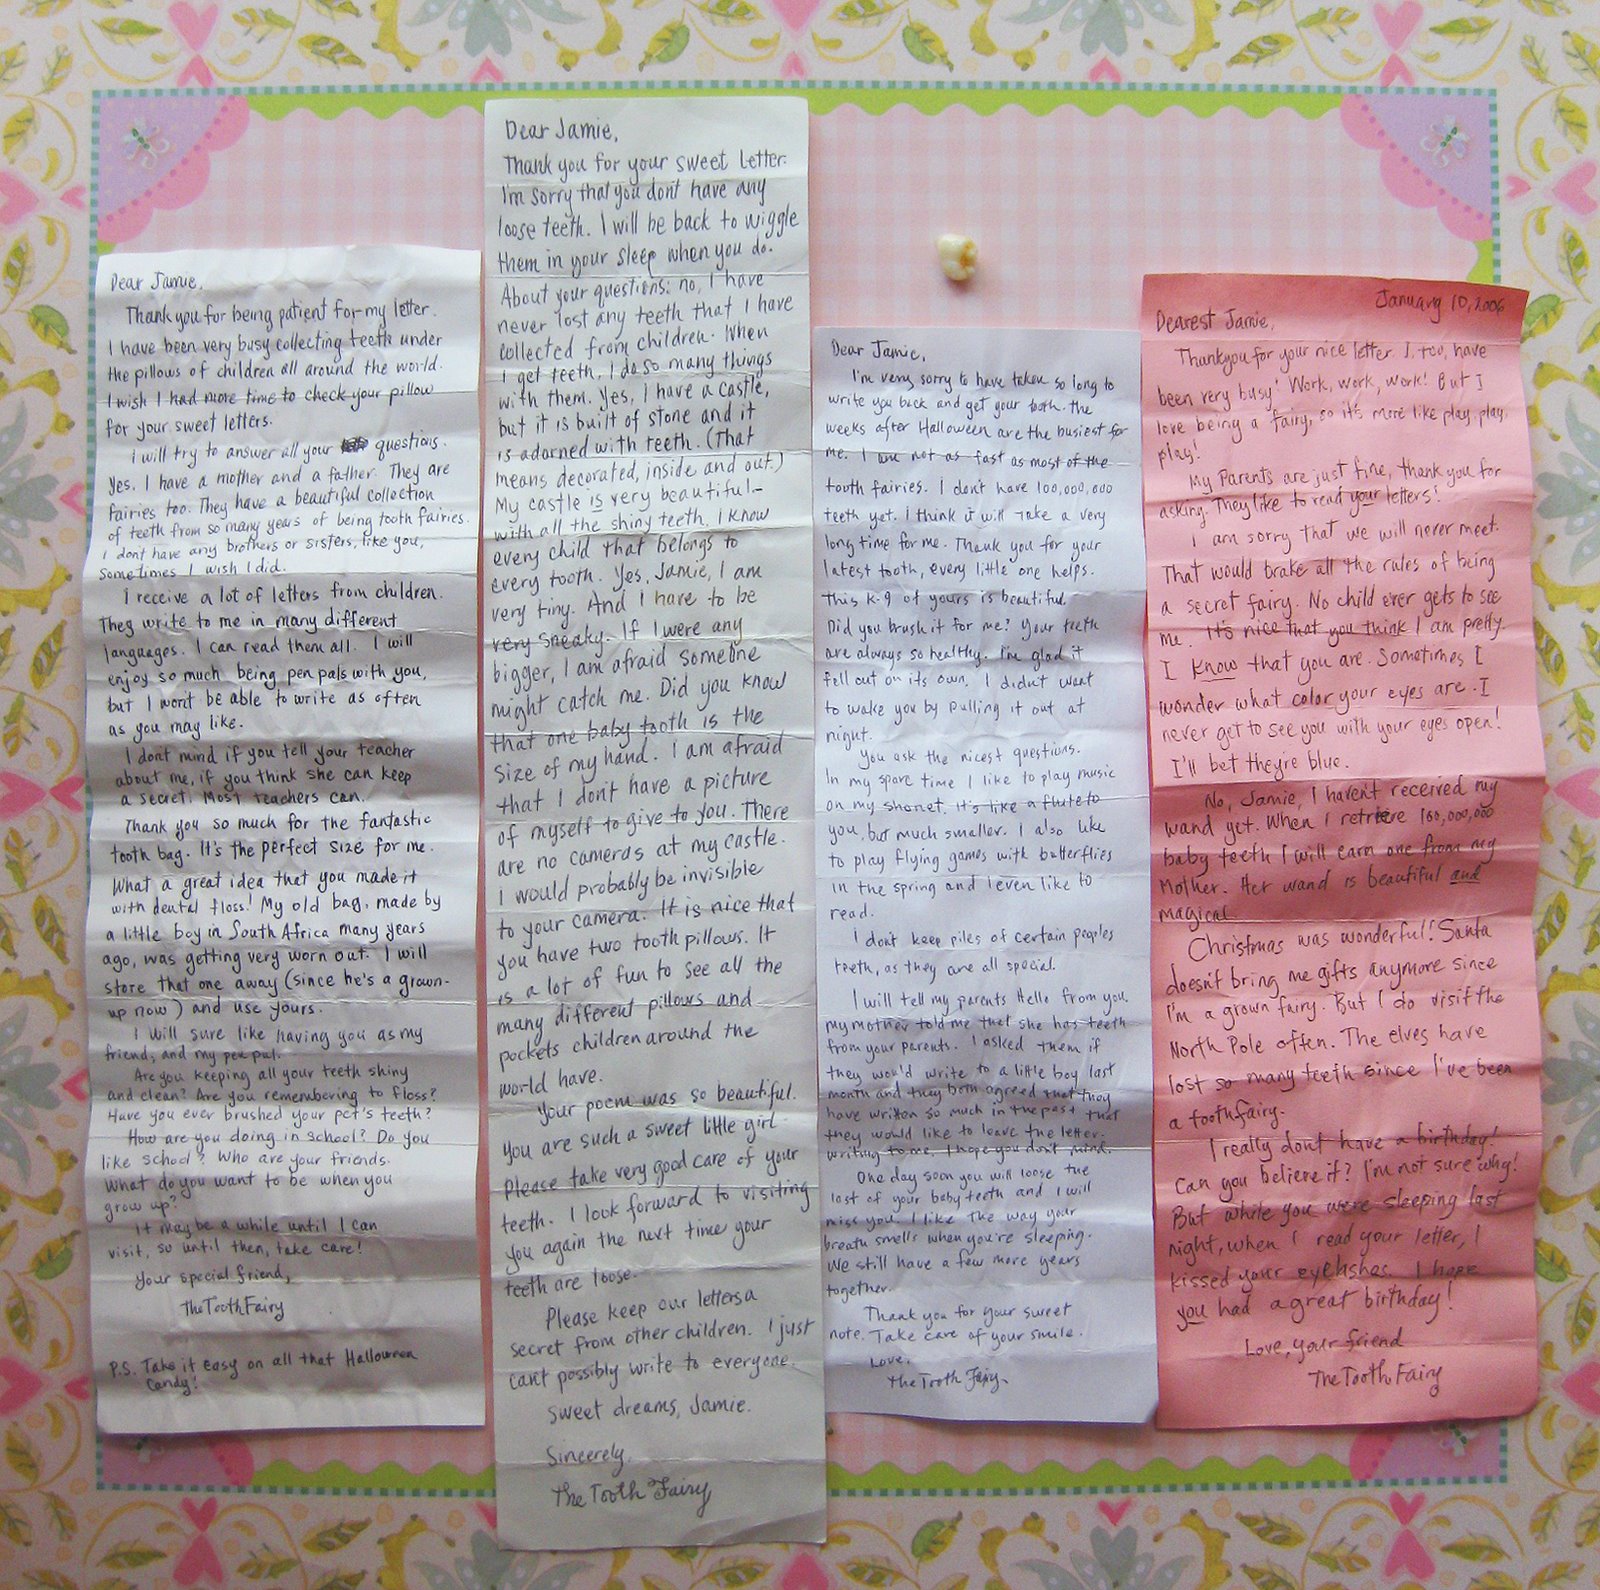 Dear Jamie,
Thank you for being patient for my letter.
I have been very busy collecting teeth under
the pillows of children all around the world.
I wish I had more time to check your pillow
for your sweet letters.
I will try to answer all your questions.
Yes. I have a mother and a father. They are
fairies too. They have a beautiful collection
of teeth from so many years of being tooth fairies.
I dont have any brothers or sisters, like you,
Sometimes I wish I did.
I receive a lot of letters from children.
They write to me in many different
languages. I can read them all. I will
enjoy so much being pen pals with you,
but I wont be able to write as often
as you may like.
I dont mind if you tell your teacher
about me, if you think she can keep
a secret. Most teachers can.
Thank you so much for the fantastic
tooth bag. It's the perfect size for me.
What a great idea that you made it
with dental floss! My old bag, made by
a little boy in South Africa many years
ago, was getting very worn out. I will
store that one away (since he's a grown-
up now) and use yours.
I will sure like having you as my
friend, and my pen pal.
Are you keeping all your teeth shiny
and clean? Are you remembering to floss?
Have you ever brushed your pet's teeth?
How are you doing in school? Do you
like school? Who are your friends.
What do you want to be when you
grow up?
It may be a while until I can
visit, so until then, take care!
Your special friend,
The Tooth Fairy
P.S. Take it easy on all that Halloween
Candy!
Dear Jamie,
Thank you for your sweet letter.
I'm sorry that you dont have any
loose teeth. I will be back to wiggle
them in your sleep when you do.
About your questions: no, I have
never lost any teeth that I have
collected from children. When
I get teeth, I do so many things
with them. Yes, I have a castle,
but it is built of stone and it
is adorned with teeth. (That
means decorated, inside and out.)
My castle is very beautiful-
with all the shiny teeth. I know
every child that belongs to
every tooth. Yes, Jamie, I am
very tiny. And I have to be
very sneaky. If I were any
bigger, I am afraid someone
might catch me. Did you know
that one baby tooth is the
size of my hand. I am afraid
that I don't have a picture
of myself to give to you. There
are no cameras at my castle.
I would probably be invisible
to your camera. It is nice that
you have two tooth pillows. It
is a lot of fun to see all the
many different pillows and
pockets children around the
world have.
Your poem was so beautiful.
You are such a sweet little girl.
Please take very good care of your
teeth. I look forward to visiting
you again the next time your
teeth are loose.
Please keep our letters a
secret from other children. I just
can't possibly write to everyone.
Sweet dreams, Jamie.
Sincerely,
The Tooth Fairy
Dear Jamie,
I'm very sorry to have taken so long to
write you back and get your tooth. the
weeks after Halloween are the busiest for
me. I am not as fast as most of the
tooth fairies. I don't have 100,000,000
teeth yet. I think it will take a very
long time for me. Thank you for your
latest tooth, every little one helps.
This K-9 of yours is beautiful.
Did you brush it for me? Your teeth
are always so healthy. I'm glad it
fell out on its own. I didn't want
to wake you by pulling it out at
night.
You ask the nicest questions.
In my spare time I like to play music
on my shonet. It's like a flute to
you, but much smaller. I also like
to play flying games with butterflies
in the spring and I even like to
read.
I don't keep piles of certain peoples
teeth, as they are all special.
I will tell my parents Hello from you.
my mother told me that she has teeth
from your parents. I asked them if
they would write to a little boy last
month and they both agreed that they
have written so much in the past that
they would like to leave the letter.
writing to me. I hope you don't mind.
One day soon you will loose the
last of your baby teeth and I will
miss you. I like the way your
breath smells when you're sleeping.
We still have a few more years
together.
Thank you for your sweet
note. Take care of your smile.
Love,
The Tooth Fairy
January 10, 2006
Dearest Jamie,
Thankyou for your nice letter. I, too, have
been very busy! Work, work, work! But I
love being a fairy, so it's more like play, play,
play!
My Parents are just fine, thank you for
asking. They like to read your letters!
I am sorry that we will never meet.
That would brake all the rules of being
a secret fairy. No child ever gets to see
me. It's nice that you think I am pretty.
I know that you are. Sometimes I
wonder what color your eyes are. I
never get to see you with your eyes open!
I'll bet they're blue.
No, Jamie, I haven't received my
wand yet. When I retrieve 100,000,000
baby teeth I will earn one from my
Mother. Her wand is beautiful and
magical.
Christmas was wonderful! Santa
doesn't bring me gifts anymore since
I'm a grown fairy. But I do visit the
North Pole often. The elves have
lost so many teeth since I've been
a toothfairy.
I really dont have a birthday!
Can you believe it? I'm not sure why!
But while you were sleeping last
night, when I read your letter, I
kissed your eyelashes. I hope
you had a great birthday!
Love, your friend
The Tooth Fairy